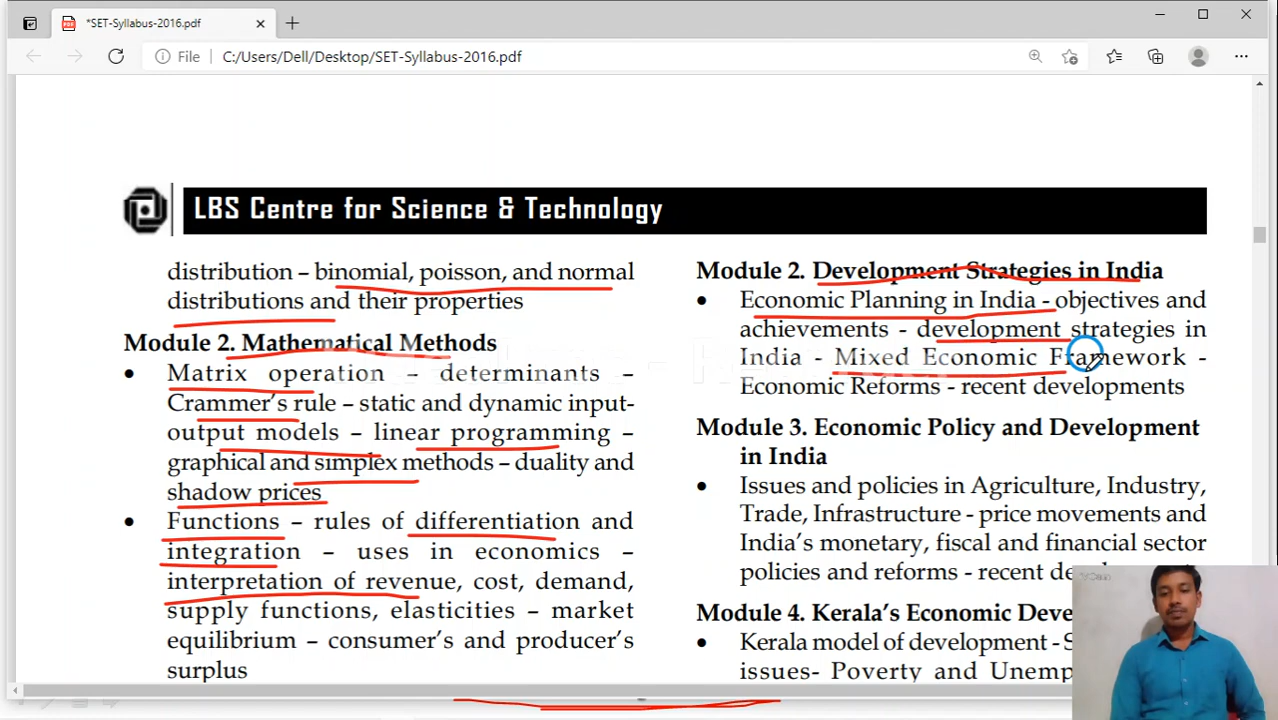 *SET-Syllabus-2016.pdf
File C:/Users/Dell/Desktop/SET-Syllabus-2016.pdf
LBS Centre for Science & Technology
distribution – binomial, poisson, and normal
distributions and their properties
Module 2. Mathematical Methods
• Matrix operation – determinants –
Crammer's rule – static and dynamic input-
output models – linear programming –
graphical and simplex methods – duality and
shadow prices
• Functions – rules of differentiation and
integration – uses in economics –
interpretation of revenue, cost, demand,
supply functions, elasticities – market
equilibrium – consumer's and producer's
surplus
Module 2. Development Strategies in India
• Economic Planning in India - objectives and
achievements - development strategies in
India - Mixed Economic Framework -
Economic Reforms - recent developments
Module 3. Economic Policy and Development
in India
• Issues and policies in Agriculture, Industry,
Trade, Infrastructure - price movements and
India's monetary, fiscal and financial sector
policies and reforms - recent
Module 4. Kerala's Economic
• Kerala model of development -
issues- Poverty and